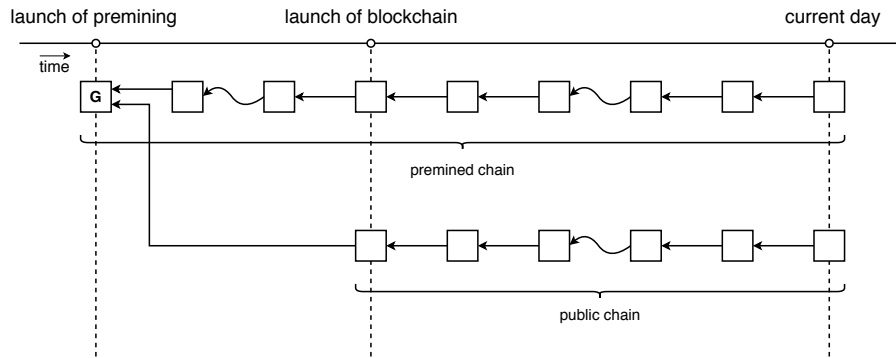 launch of premining
launch of blockchain
current day
time
G
premined chain
public chain